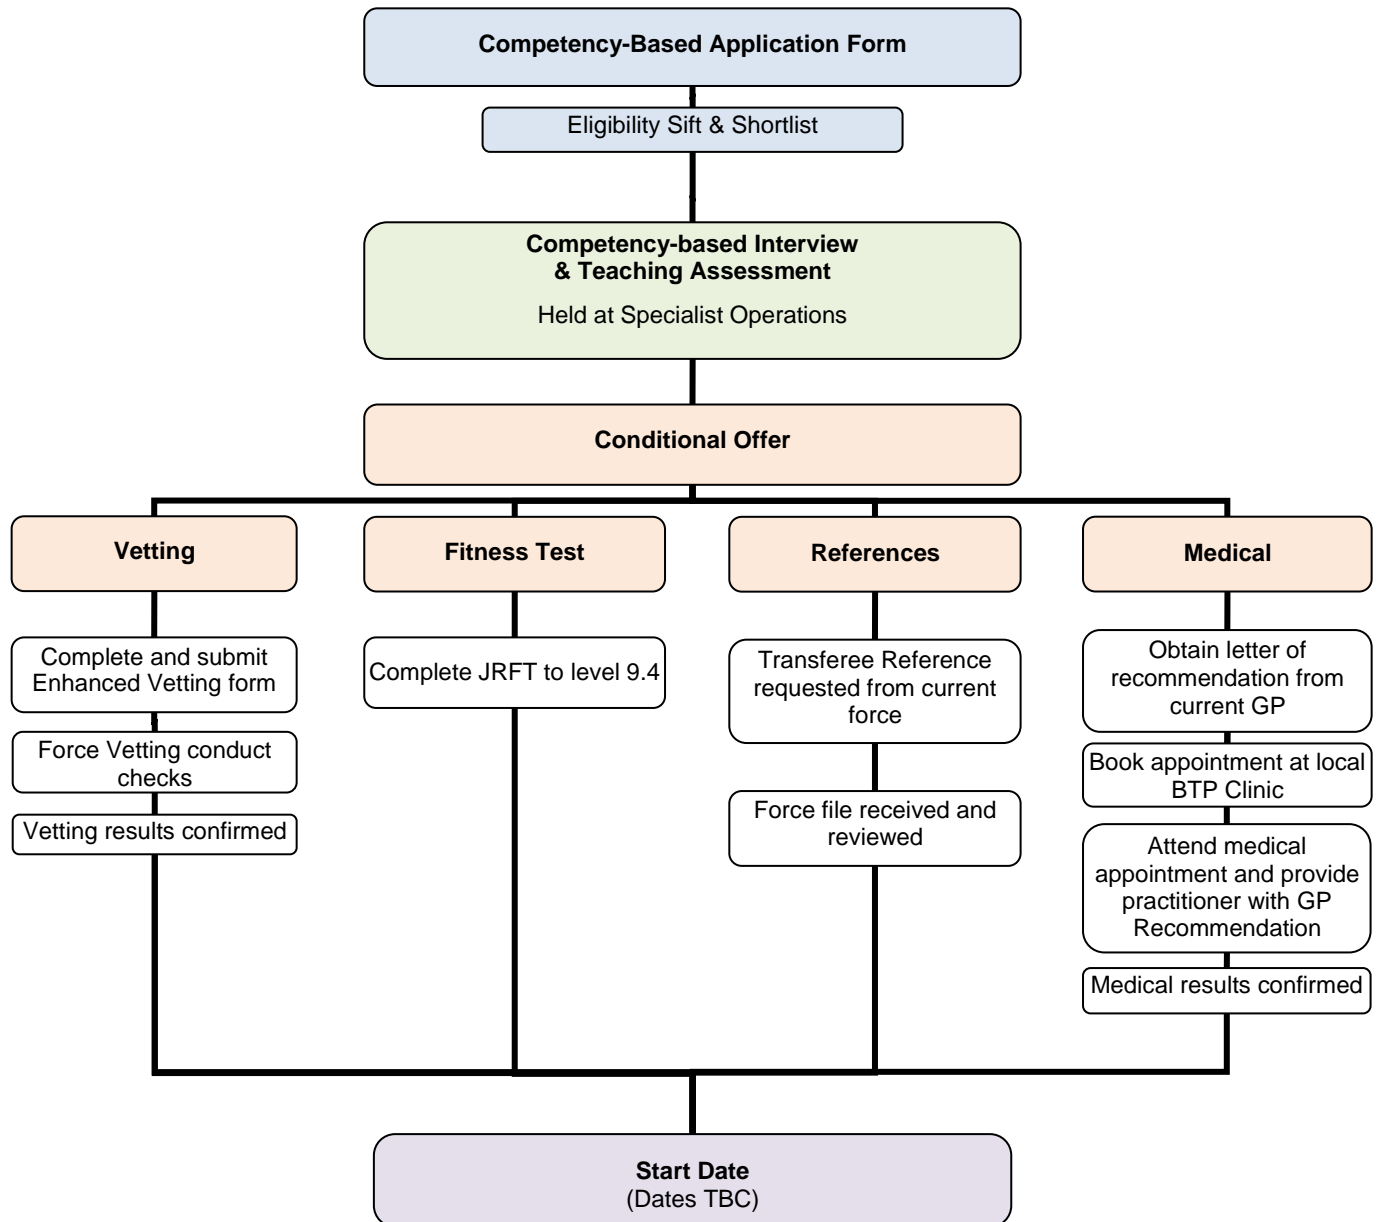 Competency-Based Application Form
Eligibility Sift & Shortlist
Competency-based Interview
& Teaching Assessment
Held at Specialist Operations
Conditional Offer
Vetting
Fitness Test
References
Medical
Complete and submit
Enhanced Vetting form
Force Vetting conduct
checks
Vetting results confirmed
Complete JRFT to level 9.4
Transferee Reference
requested from current
force
Force file received and
reviewed
Obtain letter of
recommendation from
current GP
Book appointment at local
BTP Clinic
Attend medical
appointment and provide
practitioner with GP
Recommendation
Medical results confirmed
Start Date
(Dates TBC)